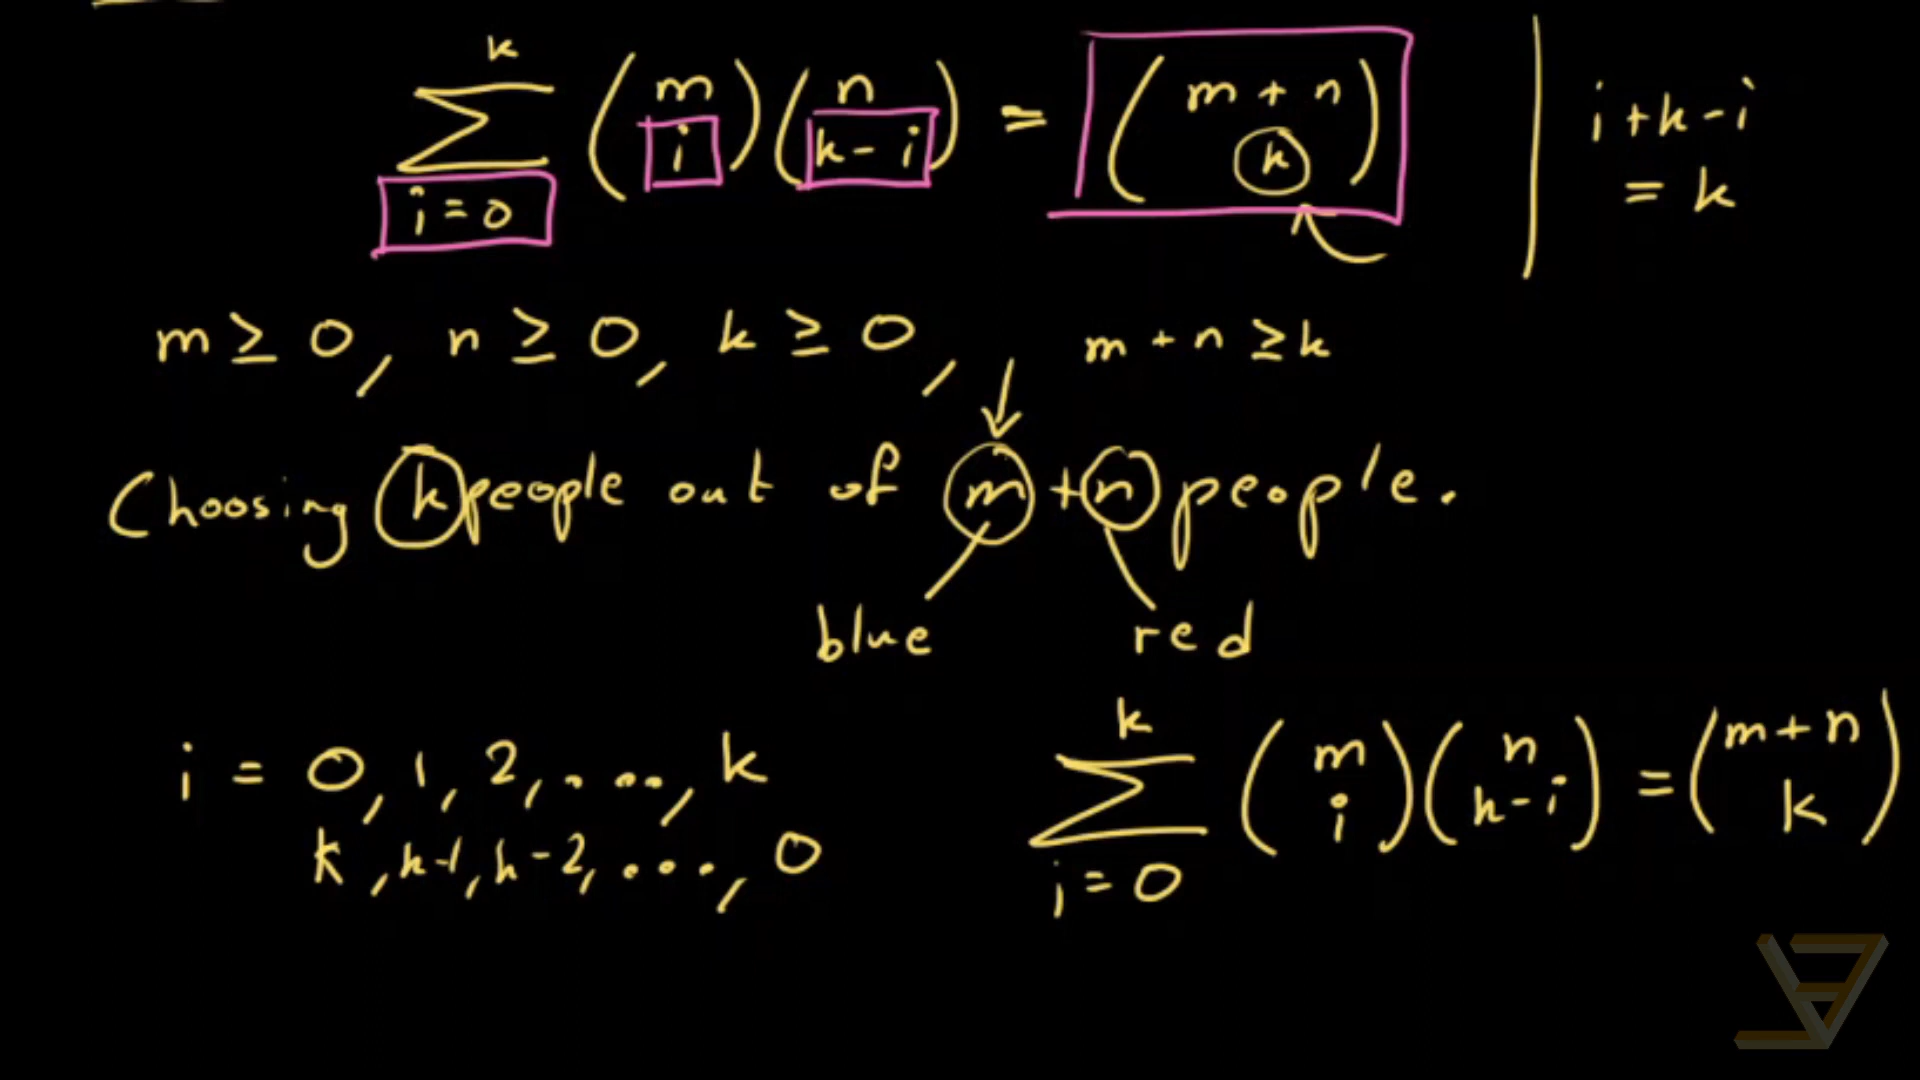 k
∑ (m i)(n k-i) = (m + n k) | i + k - i
i = 0 = k
m ≥ 0, n ≥ 0, k ≥ 0, m + n ≥ k
Choosing k people out of m + n people.
blue red
i = 0, 1, 2, ..., k
k, k-1, k-2, ..., 0
k
∑ (m i)(n k-i) = (m+n k)
i = 0